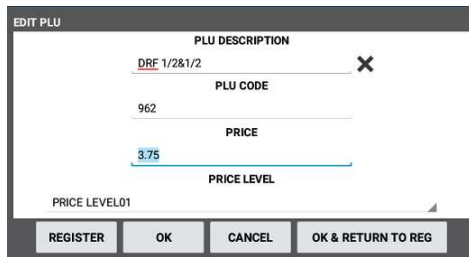 EDIT PLU
PLU DESCRIPTION
DRF 1/2&1/2
PLU CODE
962
PRICE
3.75
PRICE LEVEL
PRICE LEVEL01
REGISTER OK CANCEL OK & RETURN TO REG